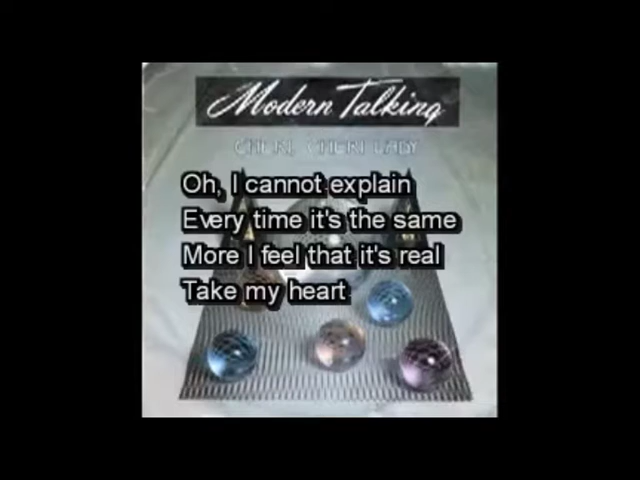 Modern Talking
CHERI, CHERI LADY
Oh, I cannot explain
Every time it's the same
More I feel that it's real
Take my heart